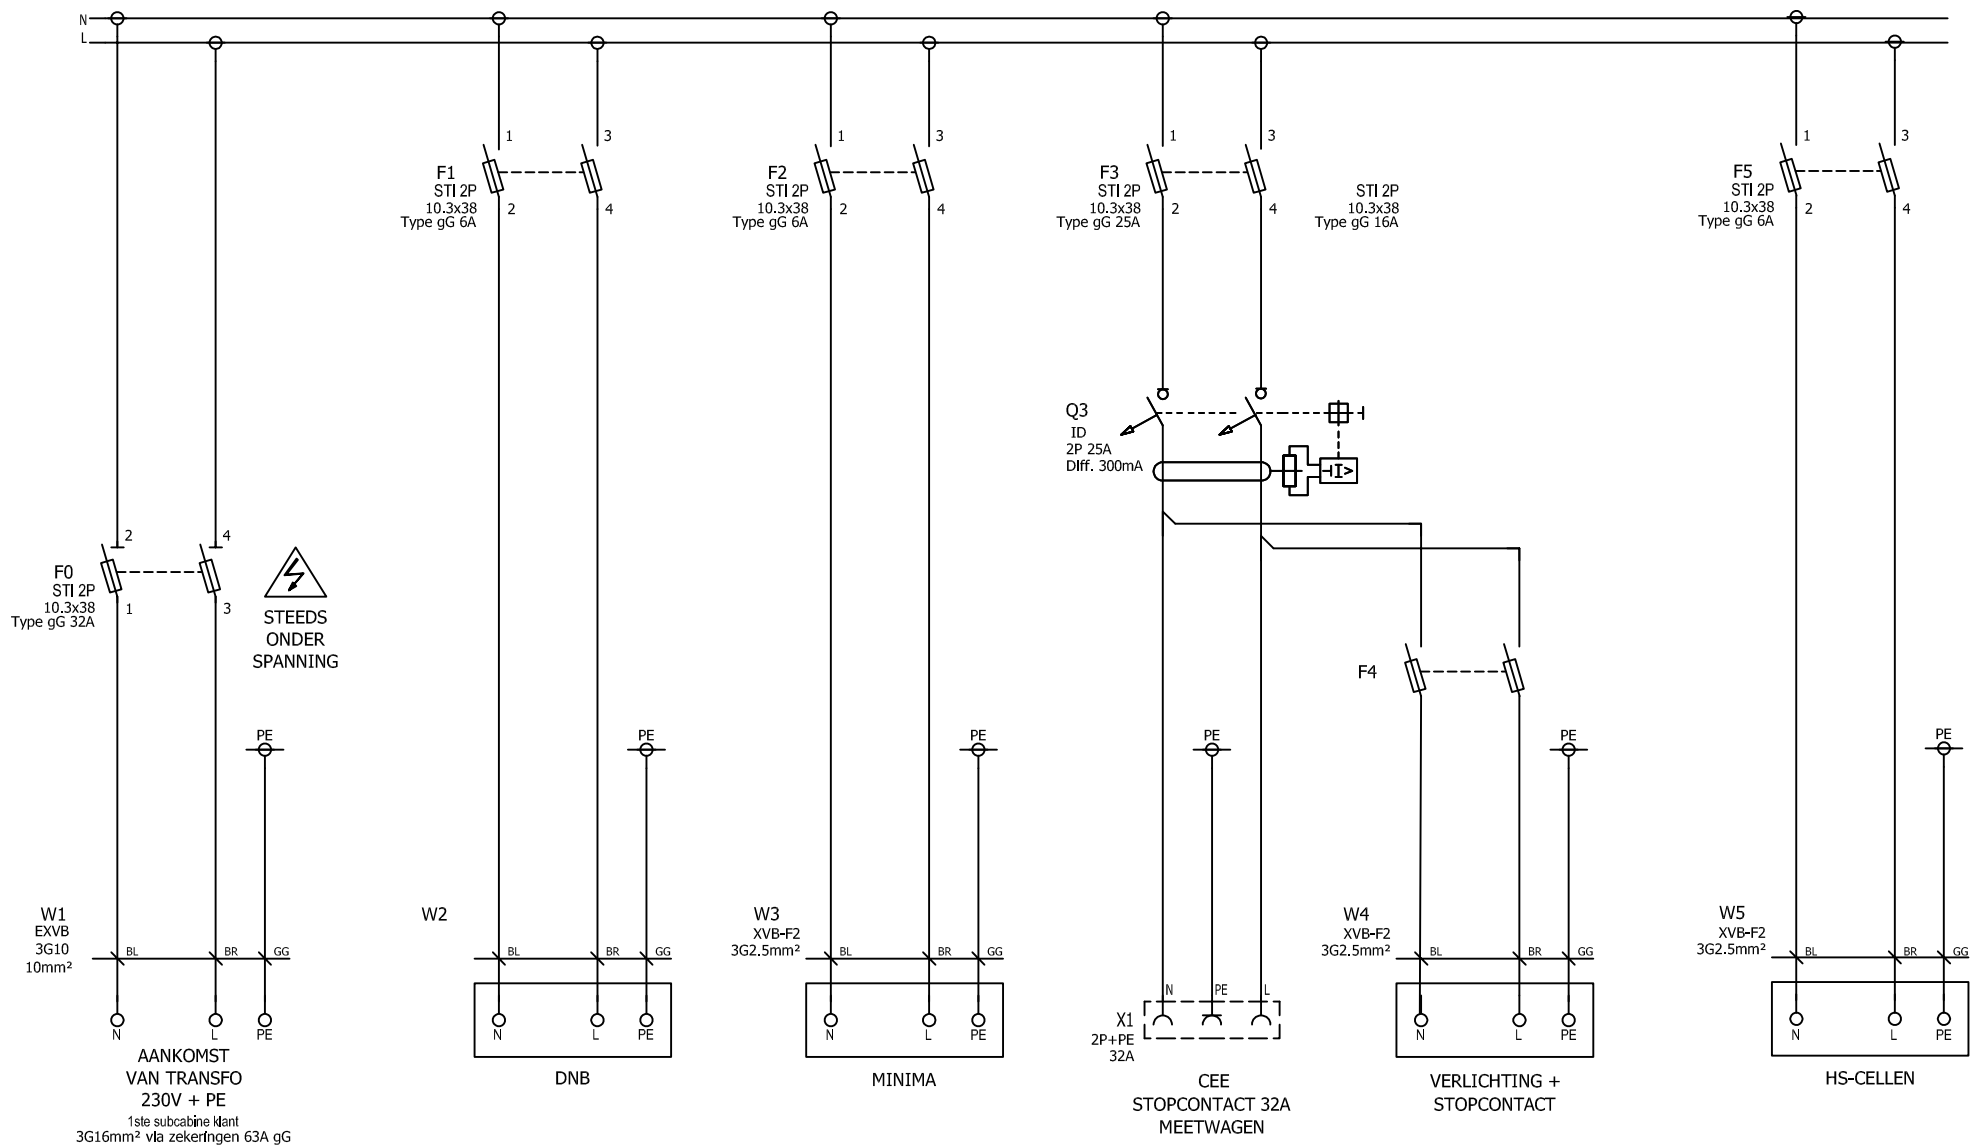 N
L
1
3
F1
STI 2P
10.3x38
Type gG 6A
2
4
1
3
F2
STI 2P
10.3x38
Type gG 6A
2
4
1
3
F3
STI 2P
10.3x38
Type gG 25A
2
4
STI 2P
10.3x38
Type gG 16A
1
3
F5
STI 2P
10.3x38
Type gG 6A
2
4
Q3
ID
2P 25A
Diff. 300mA
I>
2
4
F0
STI 2P
10.3x38
Type gG 32A
1
3
STEEDS
ONDER
SPANNING
F4
PE
PE
PE
PE
PE
PE
W1
EXVB
3G10
10mm²
BL
BR
GG
W2
BL
BR
GG
W3
XVB-F2
3G2.5mm²
BL
BR
GG
W4
XVB-F2
3G2.5mm²
BL
BR
GG
W5
XVB-F2
3G2.5mm²
BL
BR
GG
N
L
PE
AANKOMST
VAN TRANSFO
230V + PE
1ste subcabine klant
3G16mm² via zekeringen 63A gG
N
L
PE
DNB
N
L
PE
MINIMA
N
PE
L
X1
2P+PE
32A
CEE
STOPCONTACT 32A
MEETWAGEN
N
L
PE
VERLICHTING +
STOPCONTACT
N
L
PE
HS-CELLEN